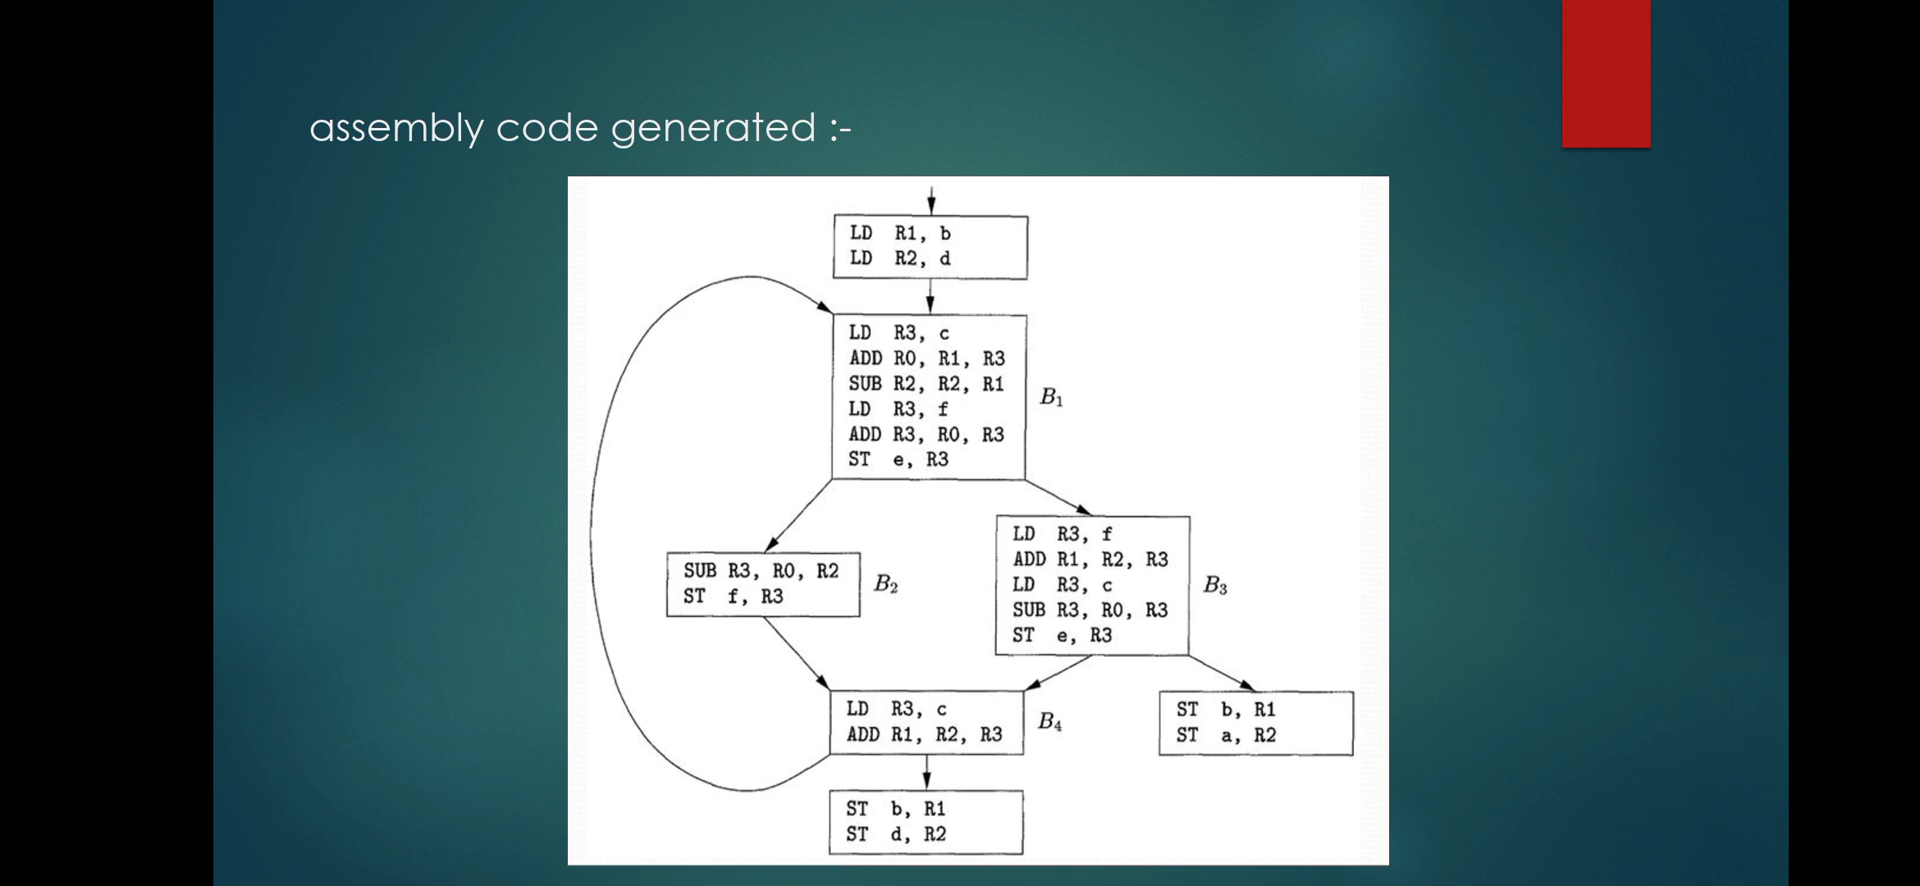 assembly code generated :-
LD R1, b
LD R2, d
LD R3, c
ADD R0, R1, R3
SUB R2, R2, R1
LD R3, f
ADD R3, R0, R3
ST e, R3
B1
SUB R3, R0, R2
ST f, R3
B2
LD R3, f
ADD R1, R2, R3
LD R3, c
SUB R3, R0, R3
ST e, R3
B3
LD R3, c
ADD R1, R2, R3
B4
ST b, R1
ST a, R2
ST b, R1
ST d, R2